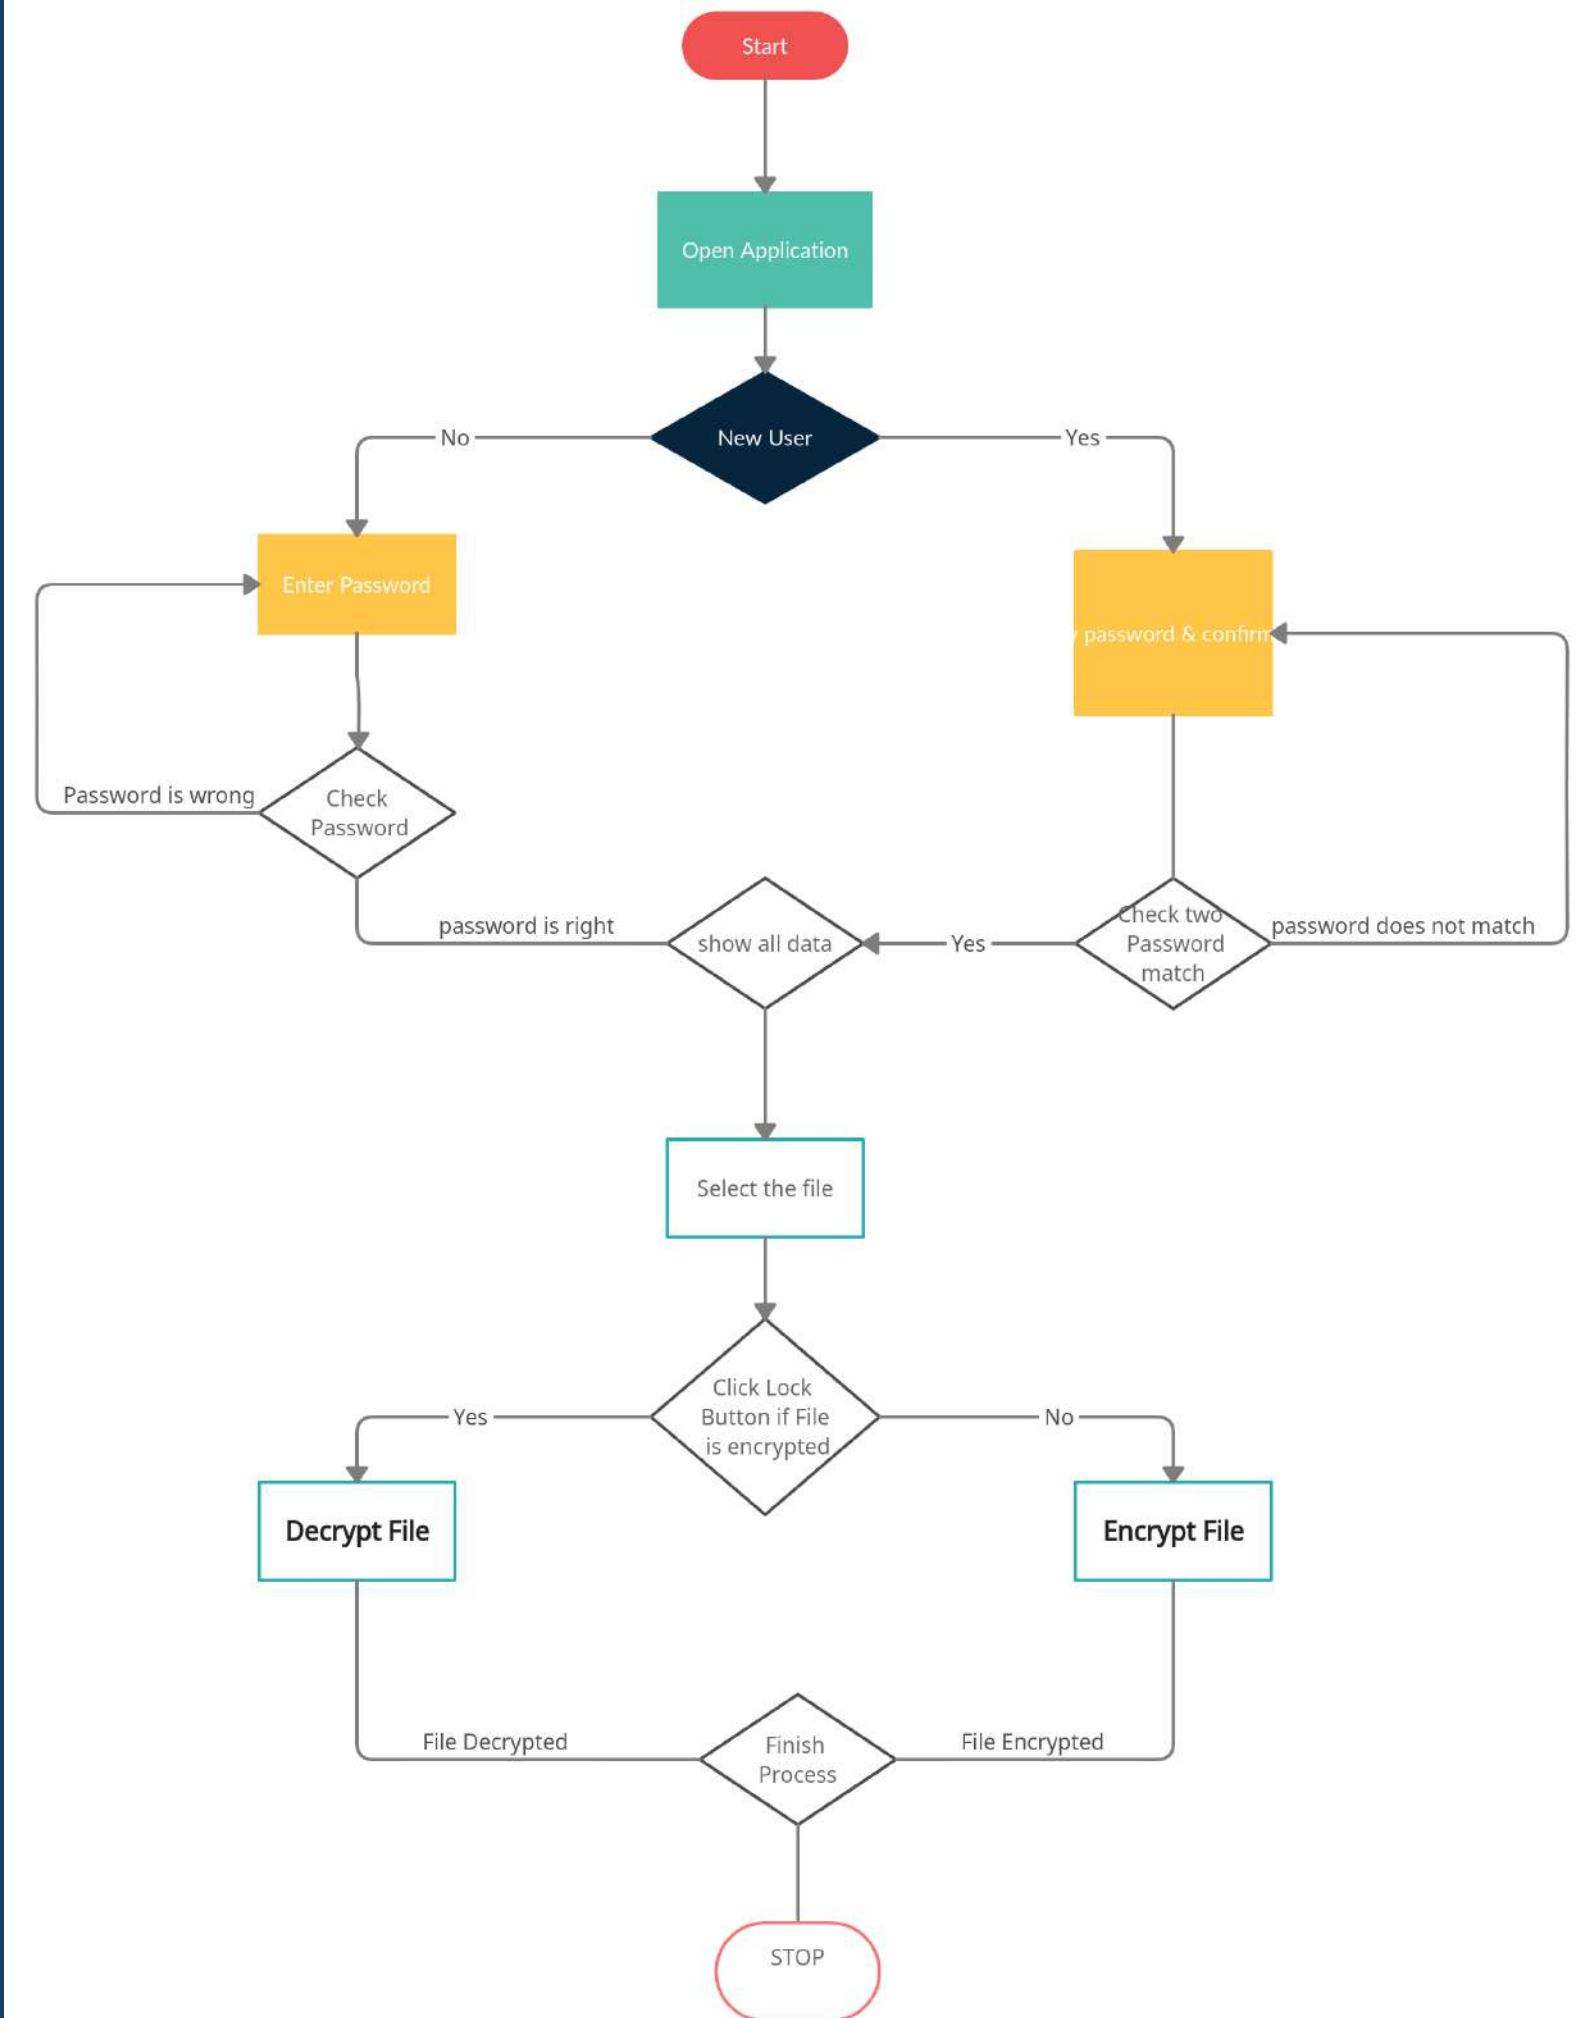 Start
Open Application
New User
No
Yes
Enter Password
password & confirm
Password is wrong
Check
Password
password is right
show all data
Yes
Check two
Password
match
password does not match
Select the file
Click Lock
Button if File
is encrypted
Yes
No
Decrypt File
Encrypt File
File Decrypted
Finish
Process
File Encrypted
STOP